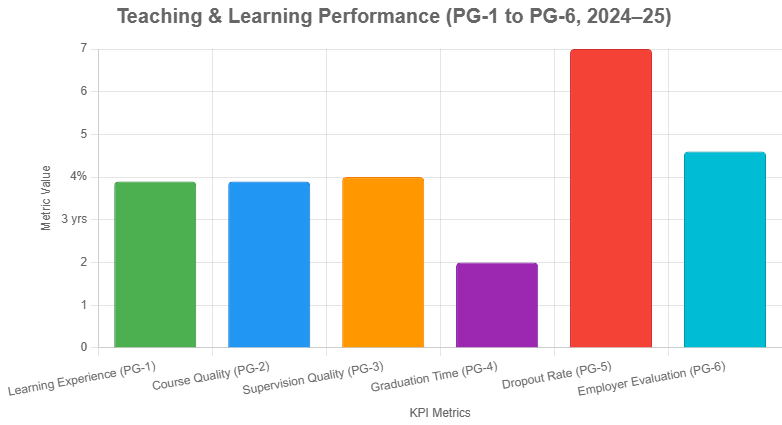 Teaching & Learning Performance (PG-1 to PG-6, 2024–25)
7
6
5
4%
3 yrs
2
1
0
Metric Value
Learning Experience (PG-1)
Course Quality (PG-2)
Supervision Quality (PG-3)
Graduation Time (PG-4)
Dropout Rate (PG-5)
Employer Evaluation (PG-6)
KPI Metrics